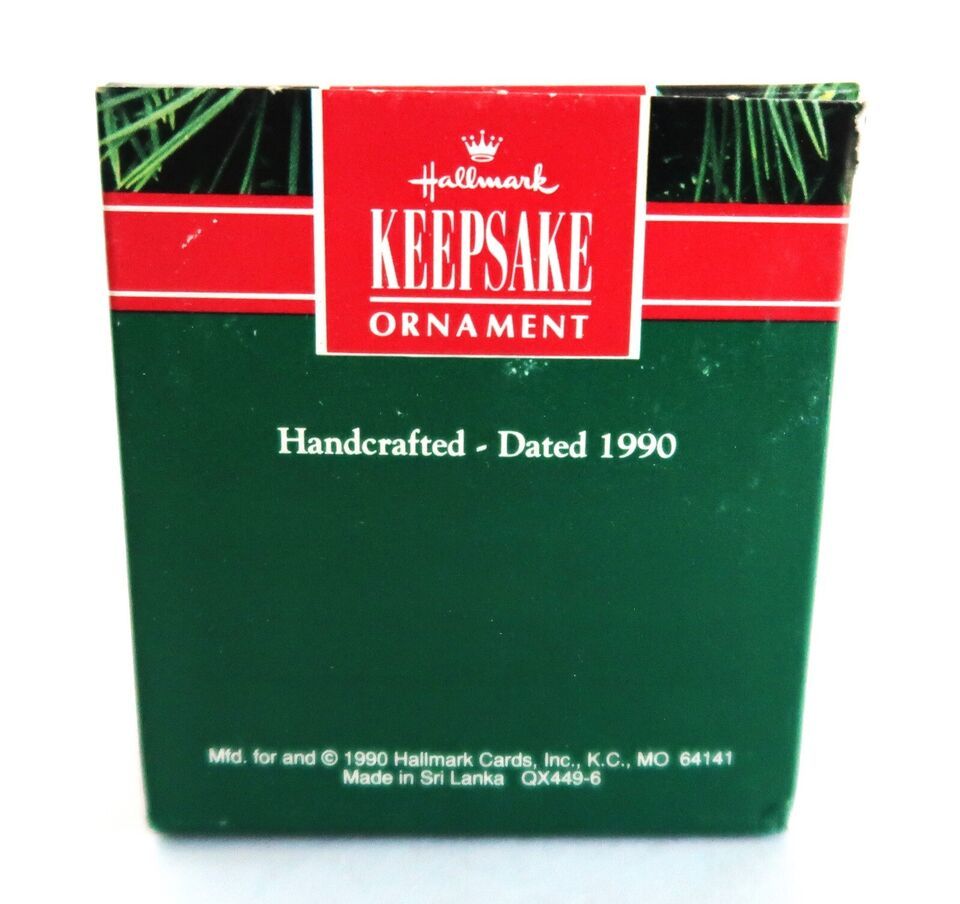 Hallmark
KEEPSAKE
ORNAMENT
Handcrafted - Dated 1990
Mfd. for and © 1990 Hallmark Cards, Inc., K.C., MO 64141
Made in Sri Lanka QX449-6